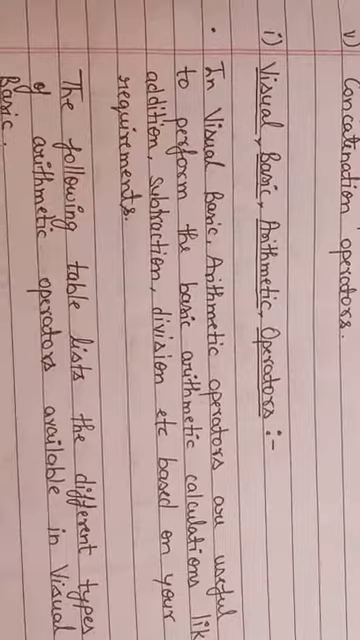 v) Concatenation operators.
i) Visual Basic Arithmetic Operators :-
• In Visual Basic, Arithmetic operators are useful
to perform the basic arithmetic calculations lik
addition, subtraction, division etc based on your
requirements.
The following table lists the different types
of arithmetic operators available in Visual
Basic.